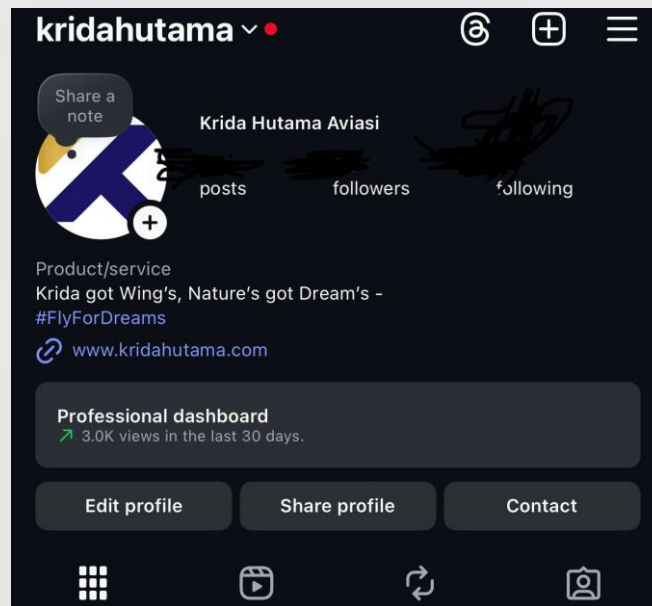 kridahutama
Share a
note
Krida Hutama Aviasi
posts followers following
Product/service
Krida got Wing's, Nature's got Dream's -
#FlyForDreams
www.kridahutama.com
Professional dashboard
3.0K views in the last 30 days.
Edit profile Share profile Contact